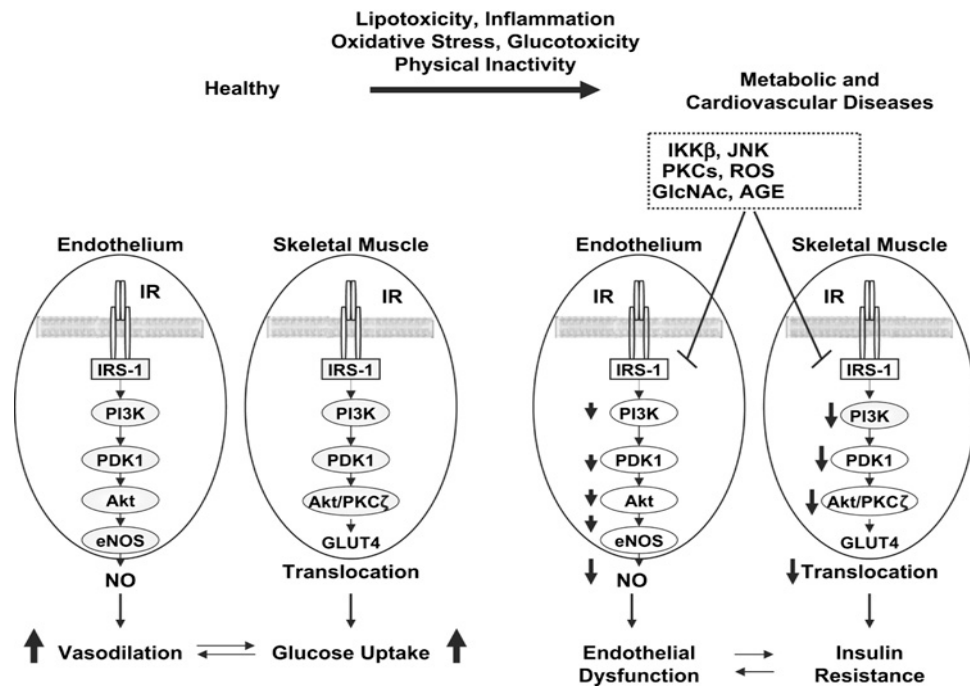 Lipotoxicity, Inflammation
Oxidative Stress, Glucotoxicity
Physical Inactivity
Healthy
Metabolic and
Cardiovascular Diseases
IKKβ, JNK
PKCs, ROS
GlcNAc, AGE
Endothelium
IR
IRS-1
PI3K
PDK1
Akt
eNOS
NO
Vasodilation
Skeletal Muscle
IR
IRS-1
PI3K
PDK1
Akt/PKCζ
GLUT4
Translocation
Glucose Uptake
Endothelium
IR
IRS-1
PI3K
PDK1
Akt
eNOS
NO
Endothelial
Dysfunction
Skeletal Muscle
IR
IRS-1
PI3K
PDK1
Akt/PKCζ
GLUT4
Translocation
Insulin
Resistance